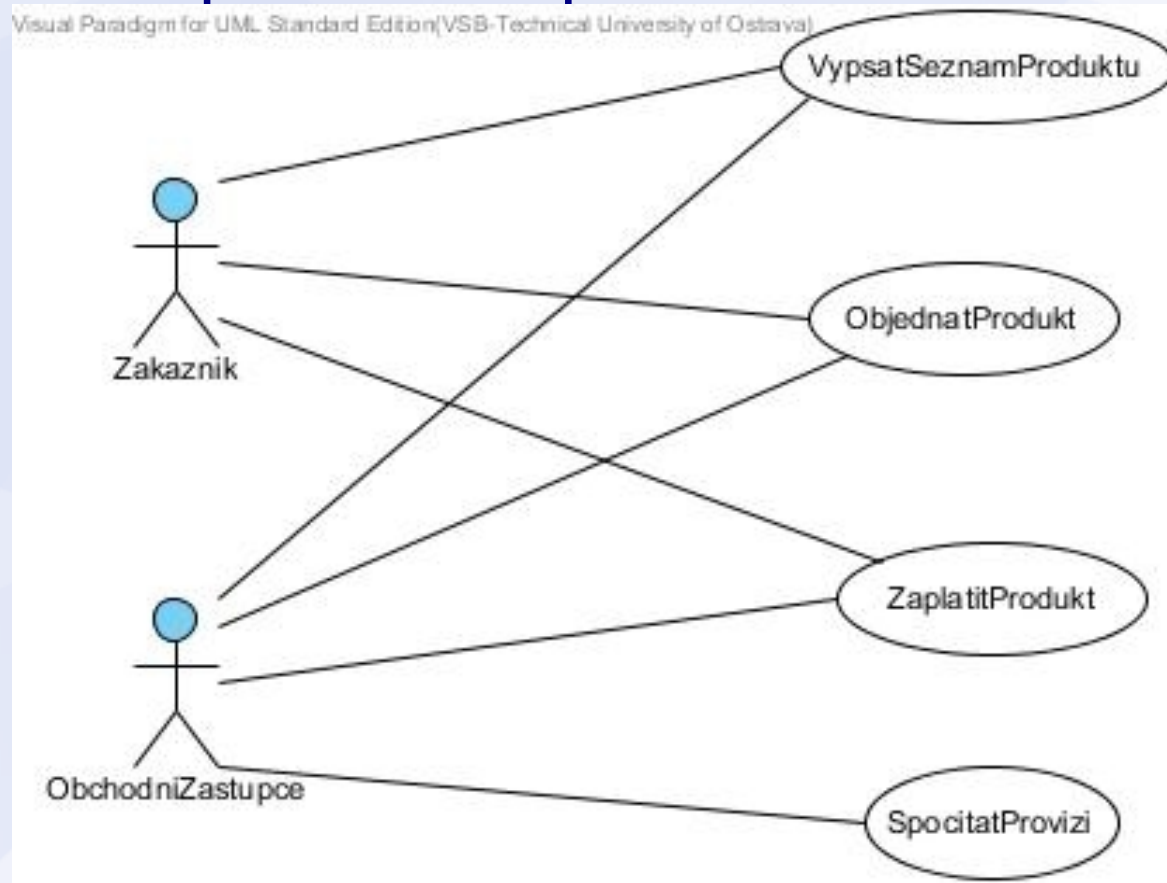 Visual Paradigm for UML Standard Edition(VSB-Technical University of Ostrava)
VypsatSeznamProduktu
ObjednatProdukt
Zakaznik
ZaplatitProdukt
ObchodniZastupce
SpocitatProvizi